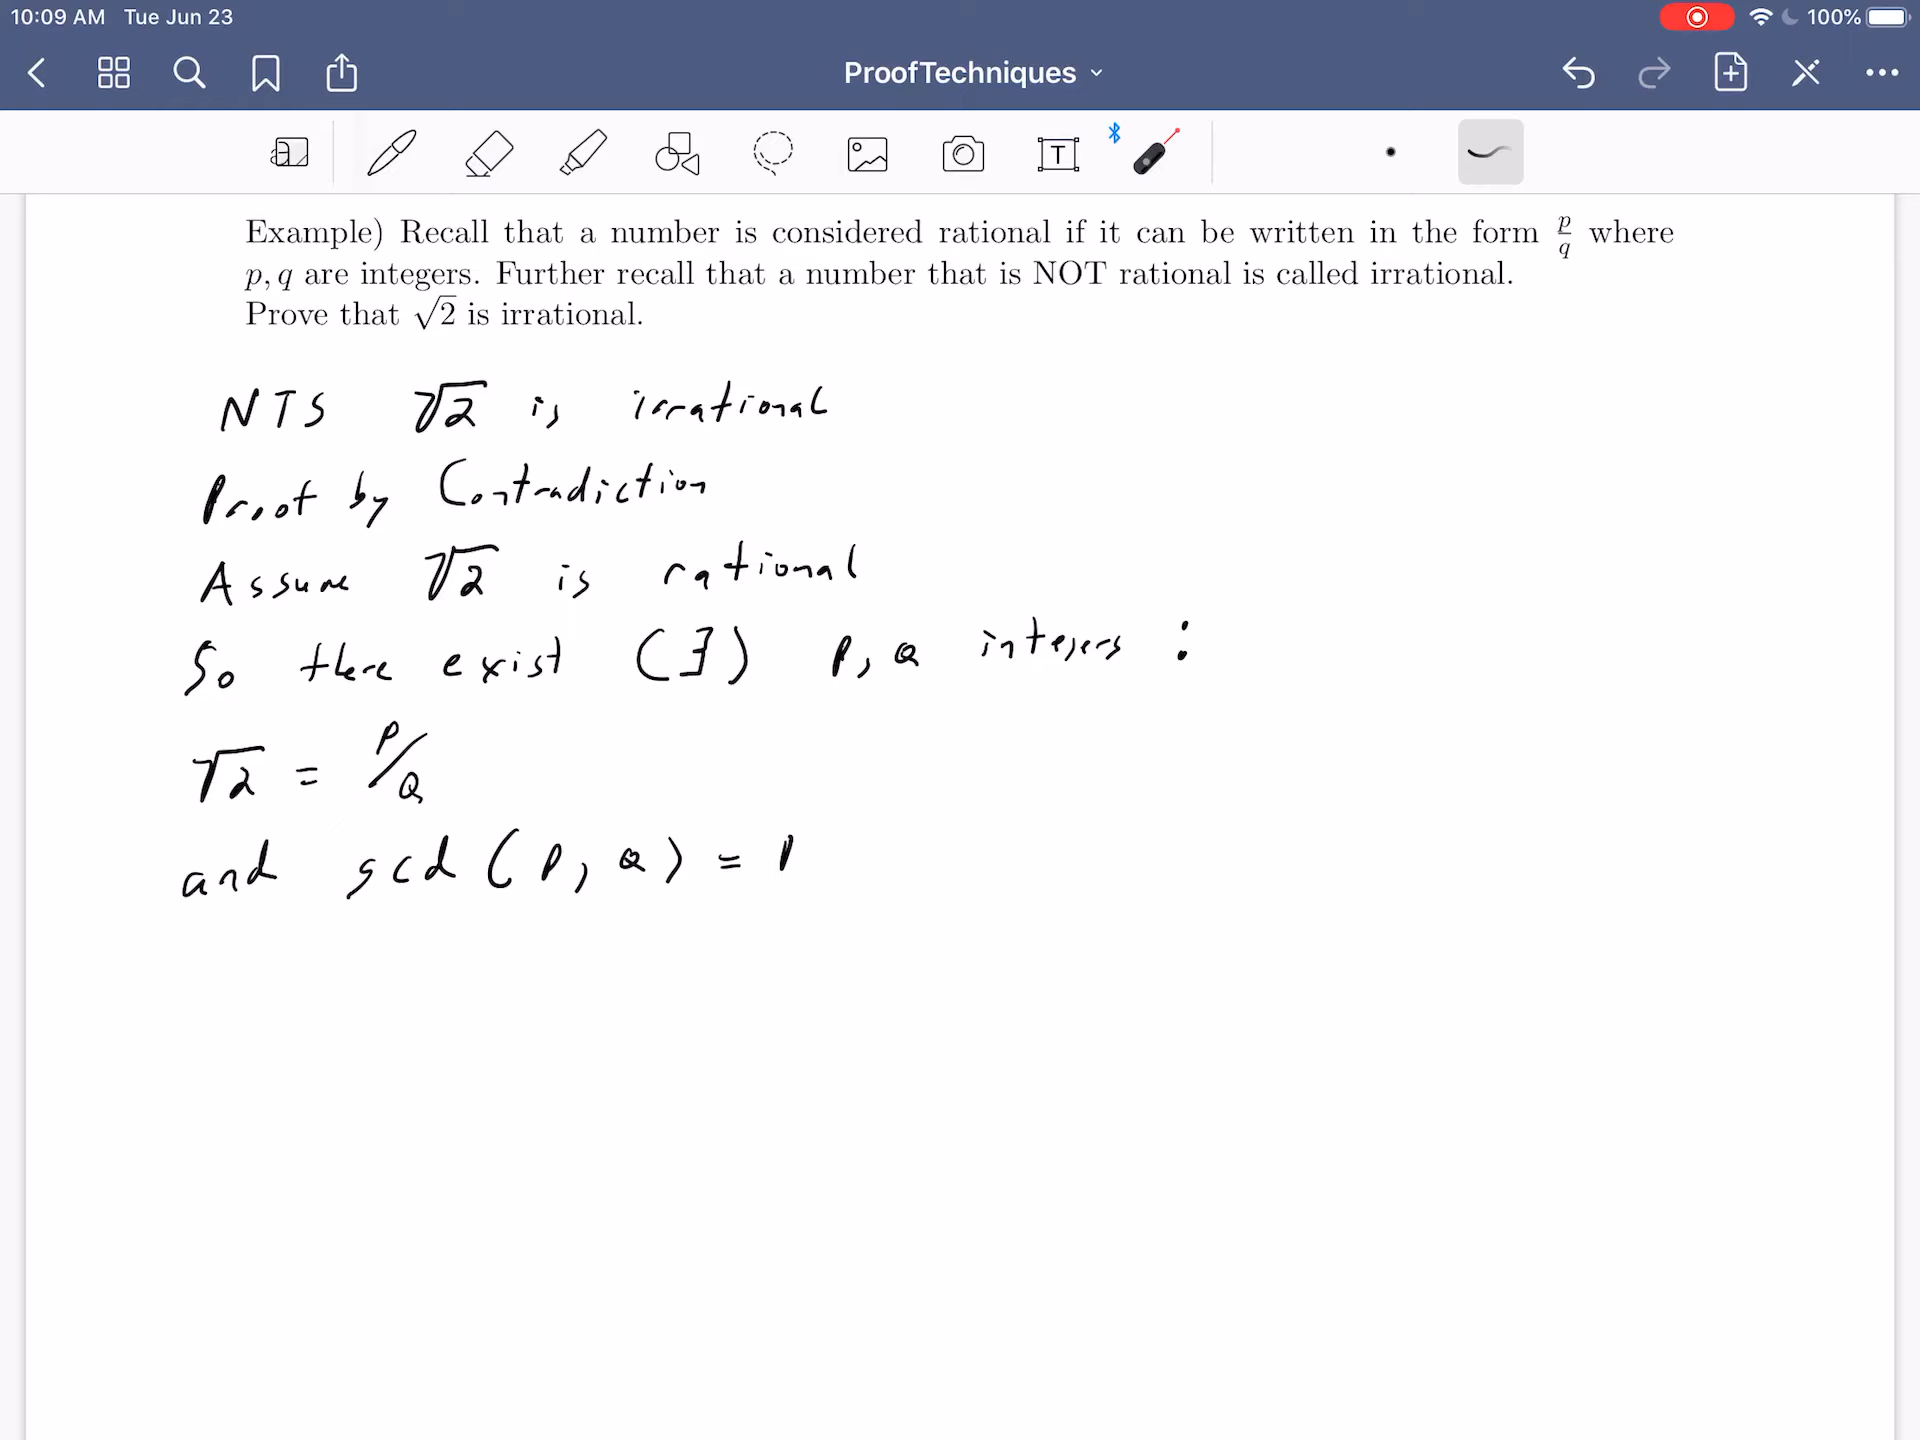 10:09 AM Tue Jun 23
100%
ProofTechniques
Example) Recall that a number is considered rational if it can be written in the form p/q where
p, q are integers. Further recall that a number that is NOT rational is called irrational.
Prove that √2 is irrational.
NTS √2 is irrational
Proof by Contradiction
Assume √2 is rational
So there exist (∃) P, Q integers :
√2 = P/Q
and gcd (P, Q) = 1